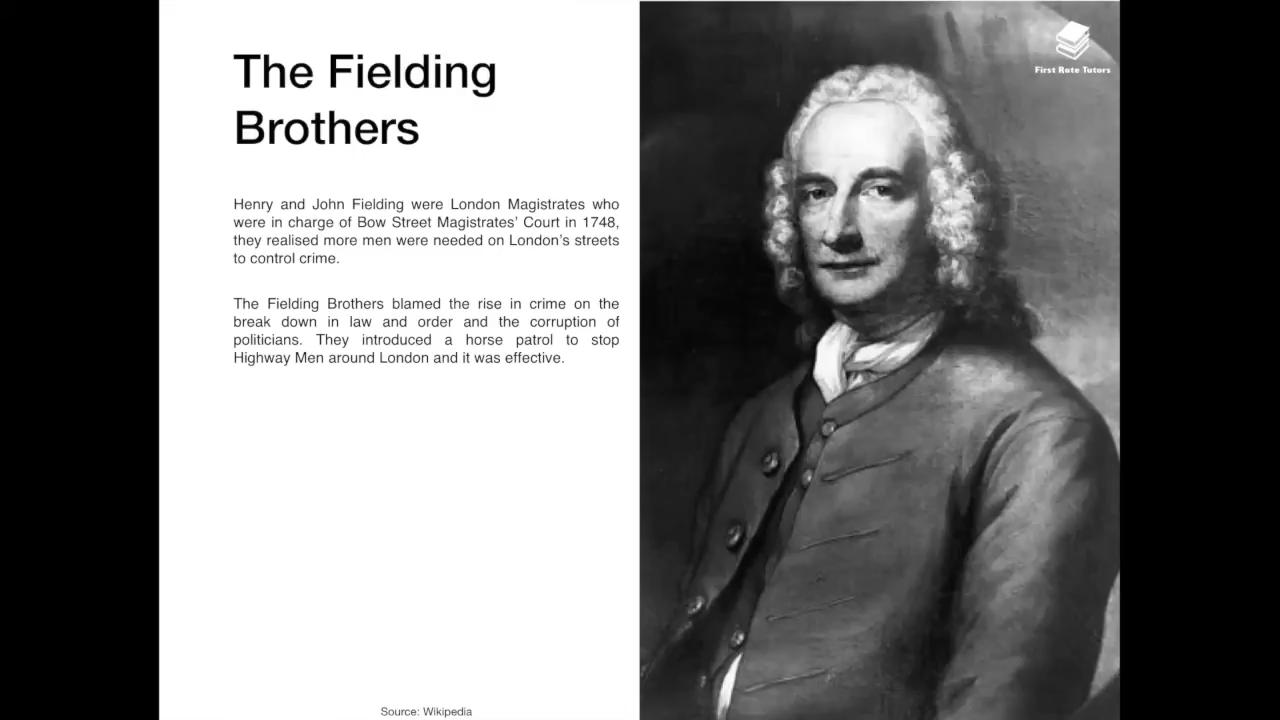 The Fielding
Brothers
Henry and John Fielding were London Magistrates who
were in charge of Bow Street Magistrates’ Court in 1748,
they realised more men were needed on London’s streets
to control crime.
The Fielding Brothers blamed the rise in crime on the
break down in law and order and the corruption of
politicians. They introduced a horse patrol to stop
Highway Men around London and it was effective.
Source: Wikipedia
First Rate Tutors